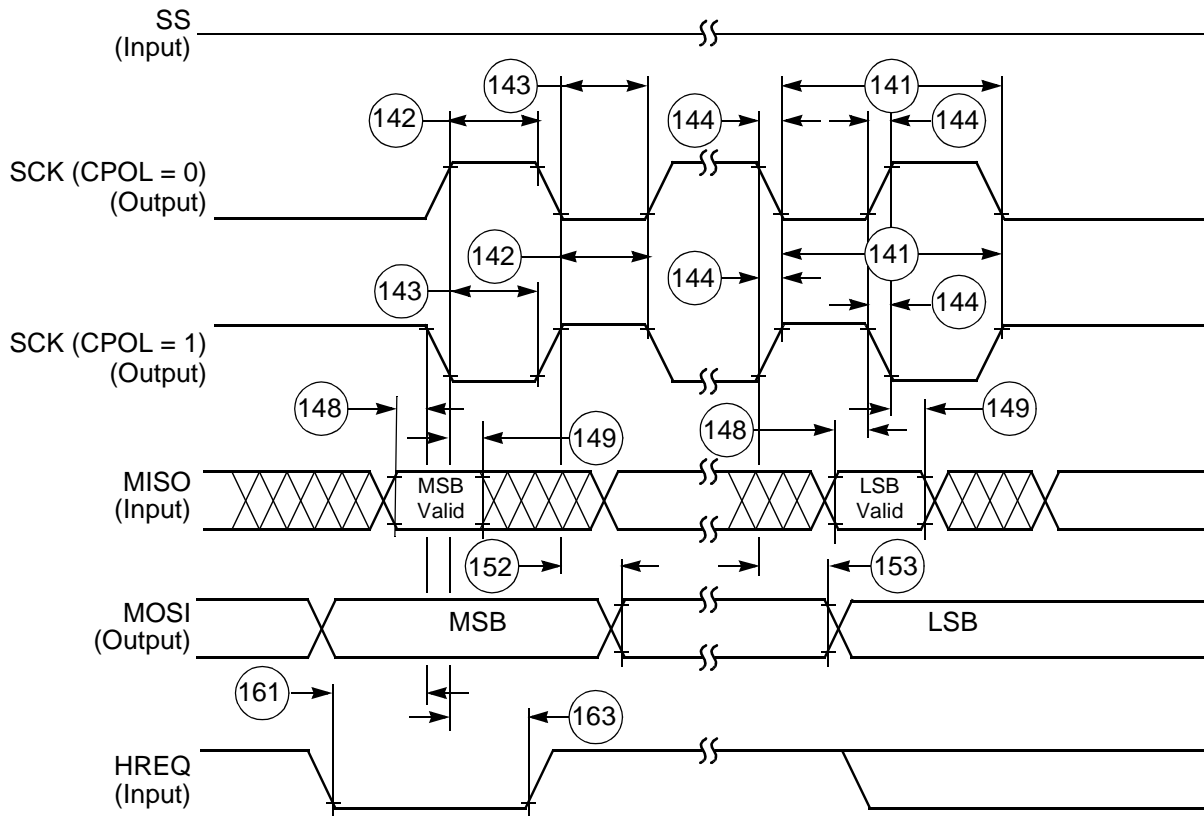 SS
(Input)
143
141
142
144
144
SCK (CPOL = 0)
(Output)
142
141
143
144
144
SCK (CPOL = 1)
(Output)
148
149
148
149
MISO
(Input)
MSB
Valid
LSB
Valid
152
153
MOSI
(Output)
MSB
LSB
161
163
HREQ
(Input)